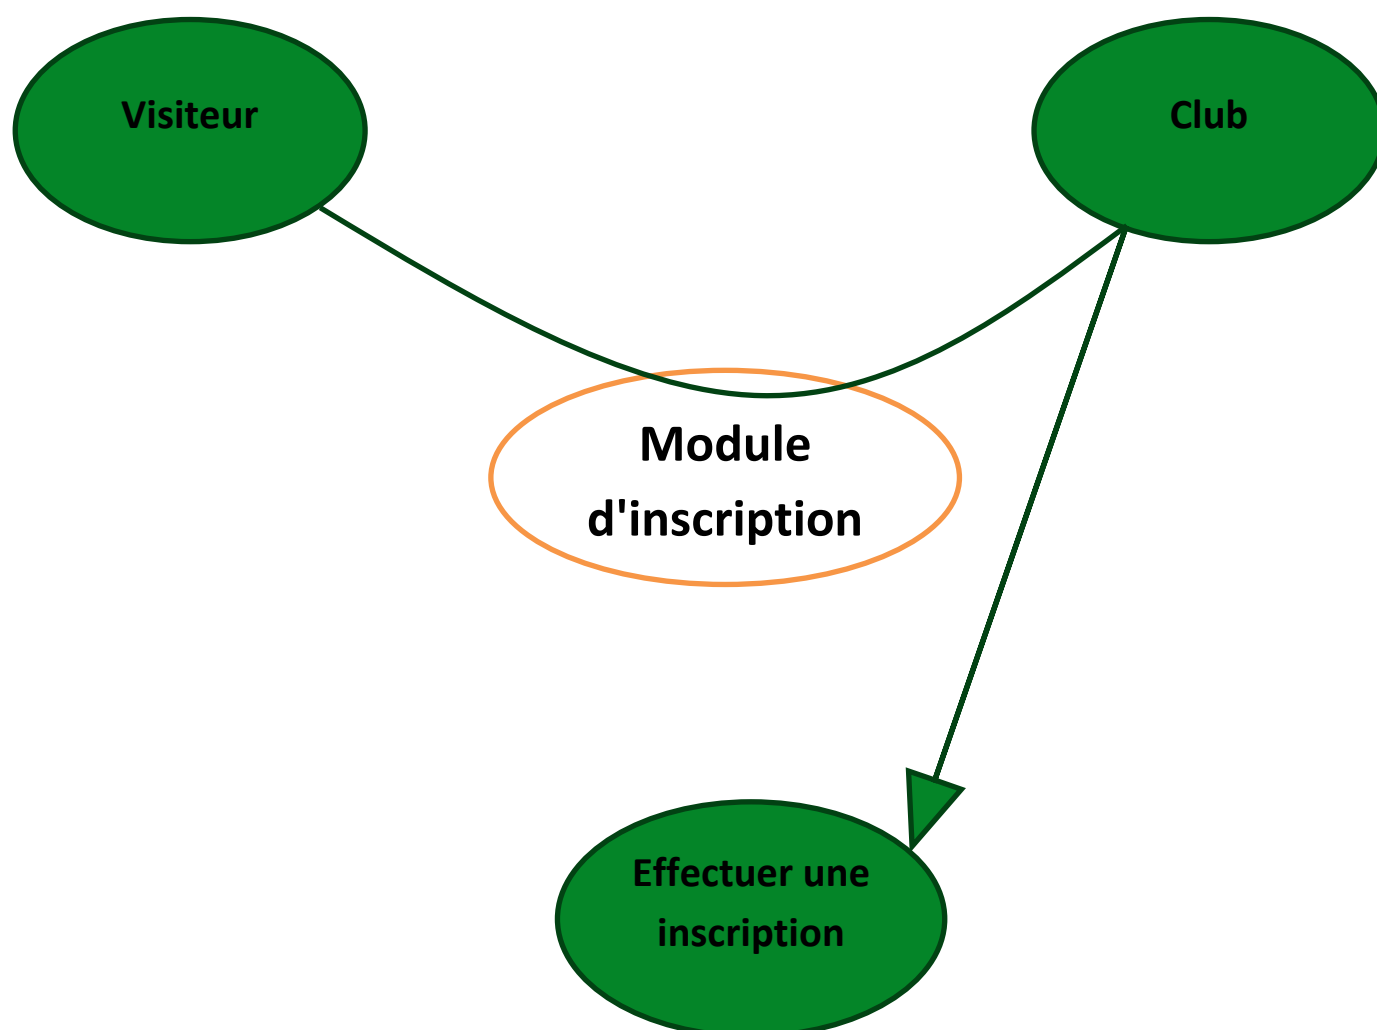 Visiteur
Club
Module
d'inscription
Effectuer une
inscription